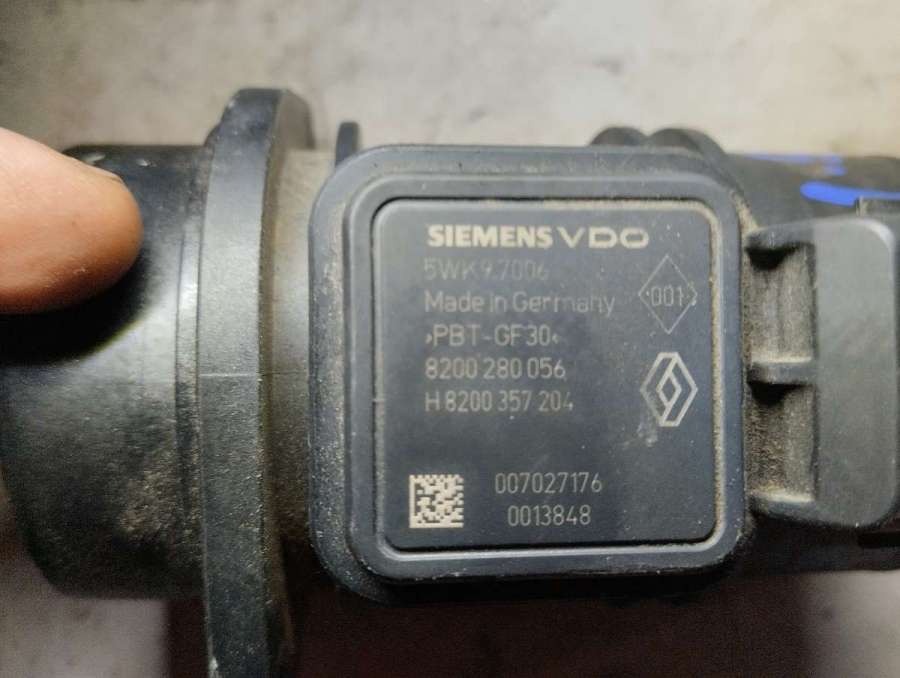 SIEMENS VDO
5WK9 7006
Made in Germany
‹001›
›PBT-GF30‹
8200 280 056
H 8200 357 204
007027176
0013848